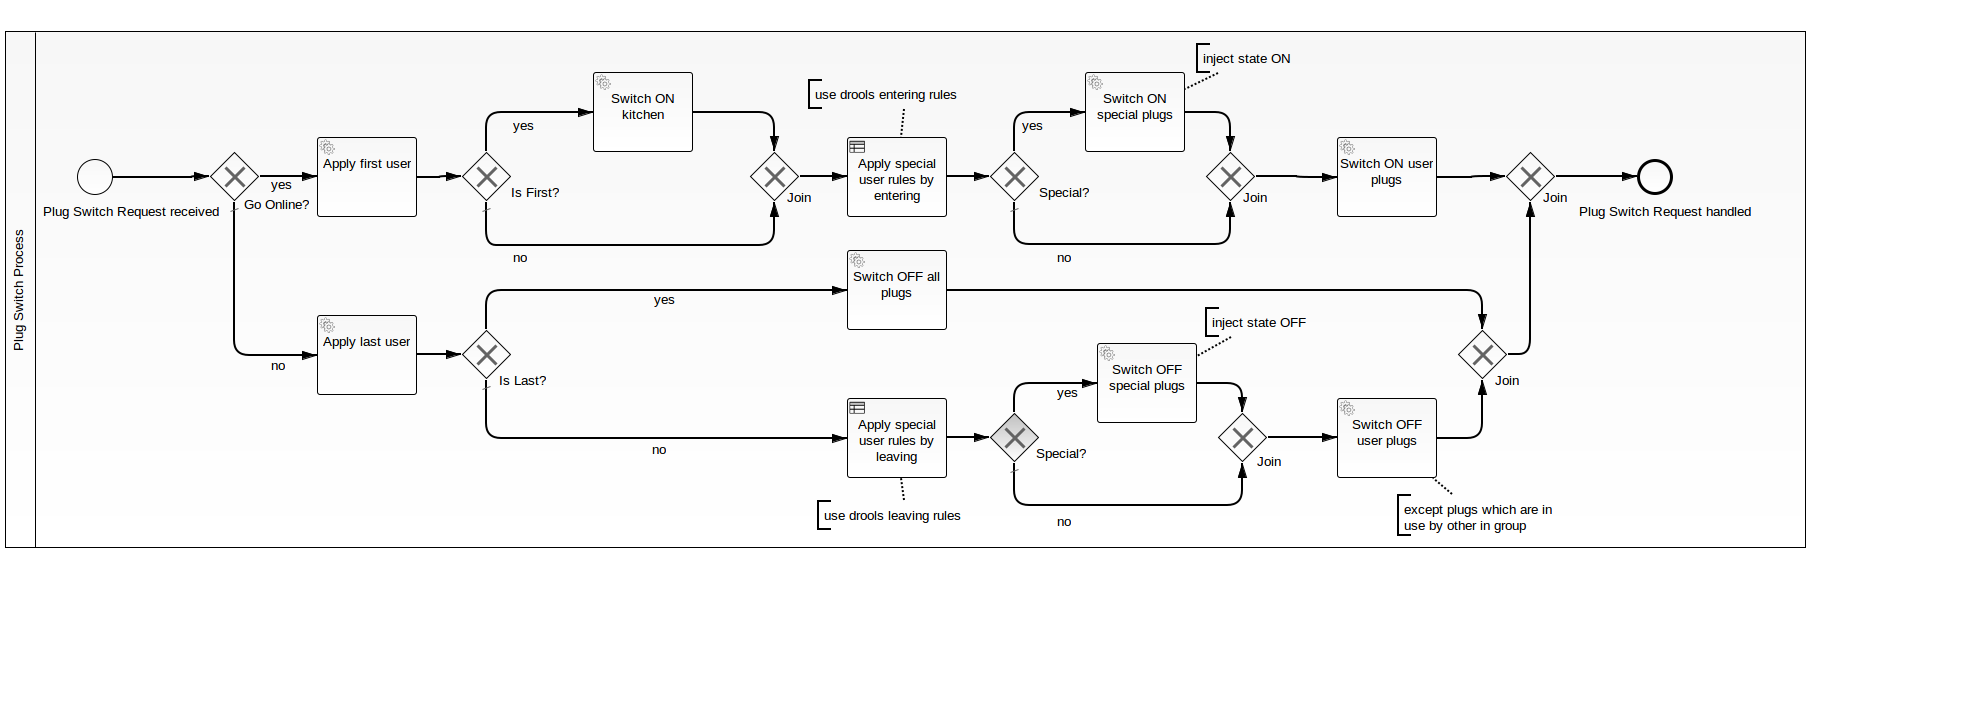 Plug Switch Process
Plug Switch Request received
Go Online?
yes
no
Apply first user
Is First?
yes
no
Switch ON
kitchen
Join
use drools entering rules
Apply special
user rules by
entering
Special?
yes
no
Switch ON
special plugs
inject state ON
Join
Switch ON user
plugs
Join
Plug Switch Request handled
Apply last user
Is Last?
yes
no
Switch OFF all
plugs
Apply special
user rules by
leaving
use drools leaving rules
Special?
yes
no
Switch OFF
special plugs
inject state OFF
Join
Switch OFF
user plugs
except plugs which are in
use by other in group
Join